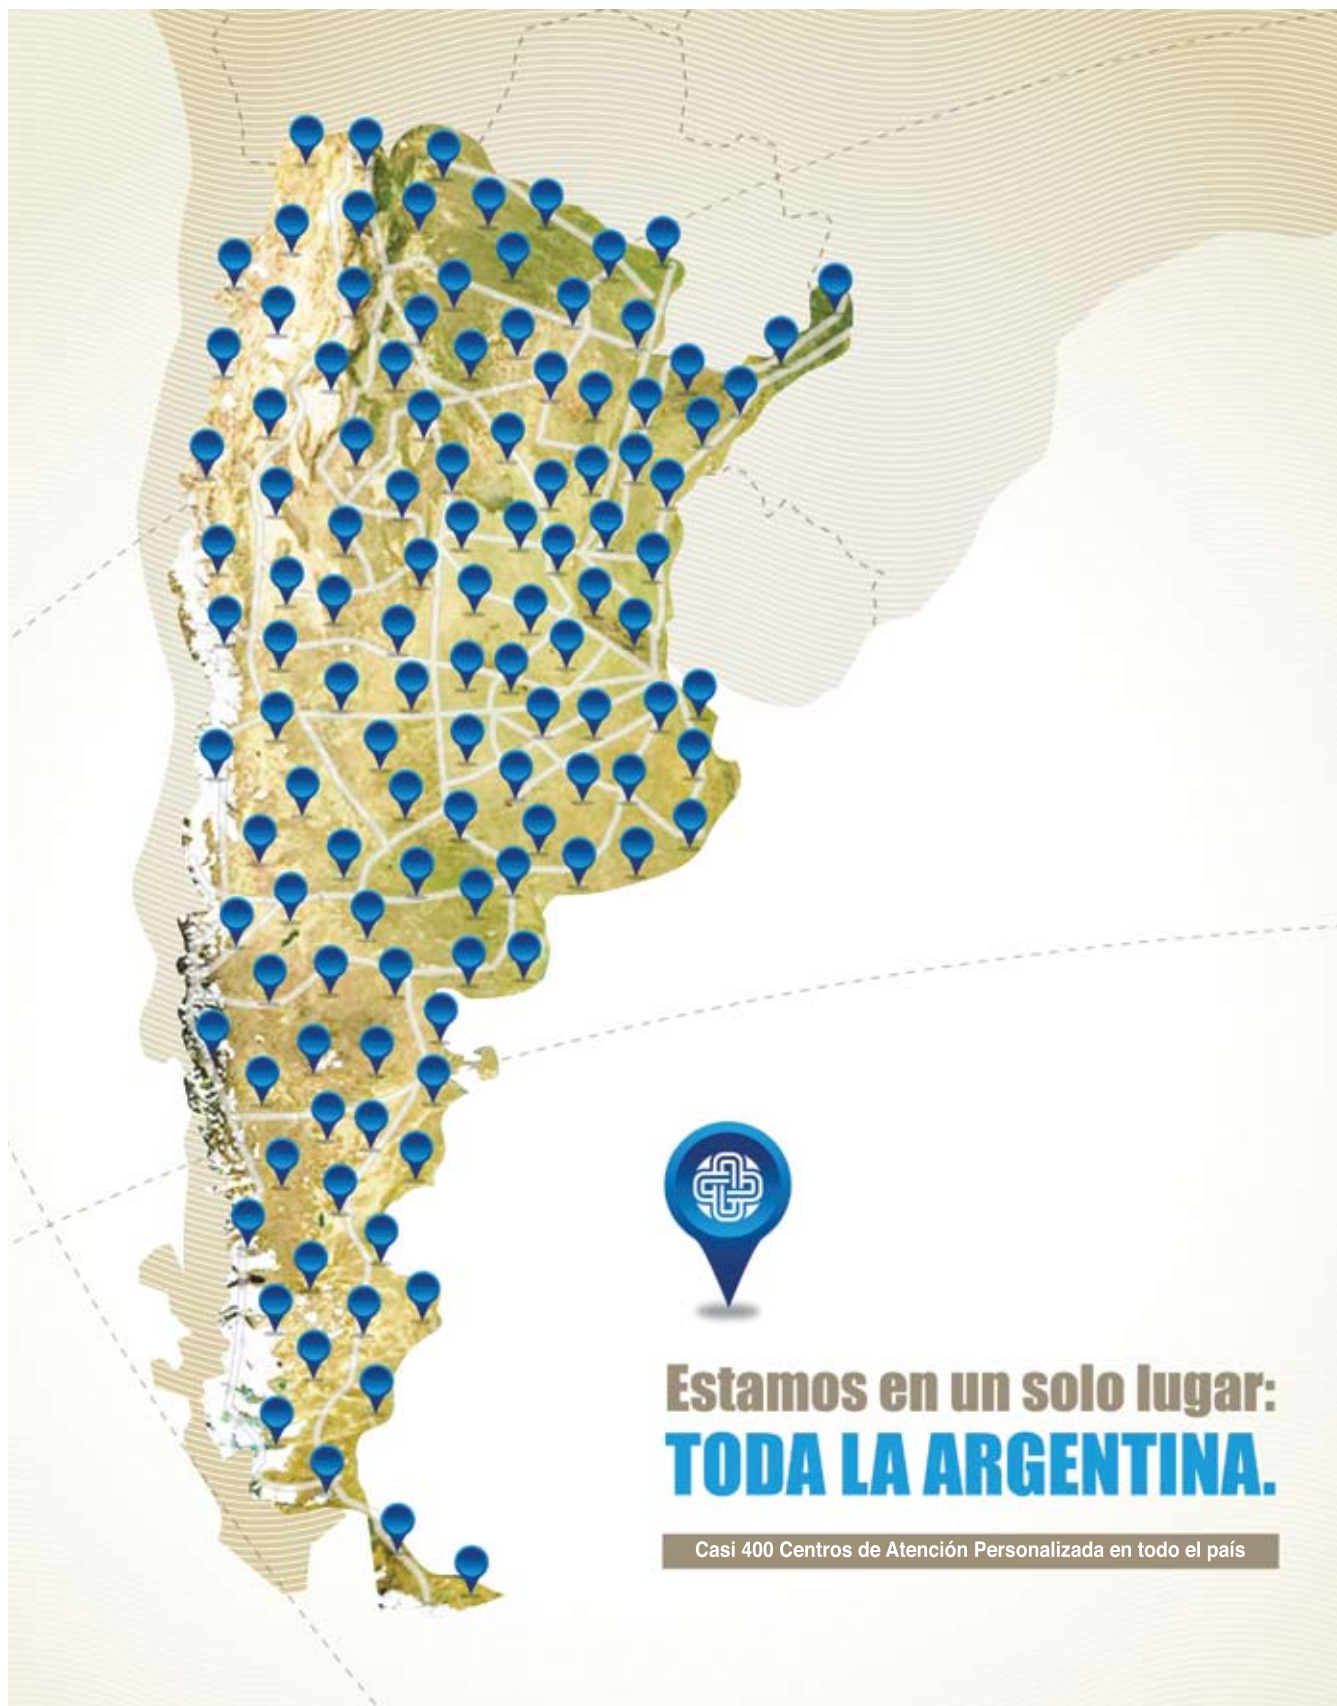 Estamos en un solo lugar:
TODA LA ARGENTINA.
Casi 400 Centros de Atención Personalizada en todo el país